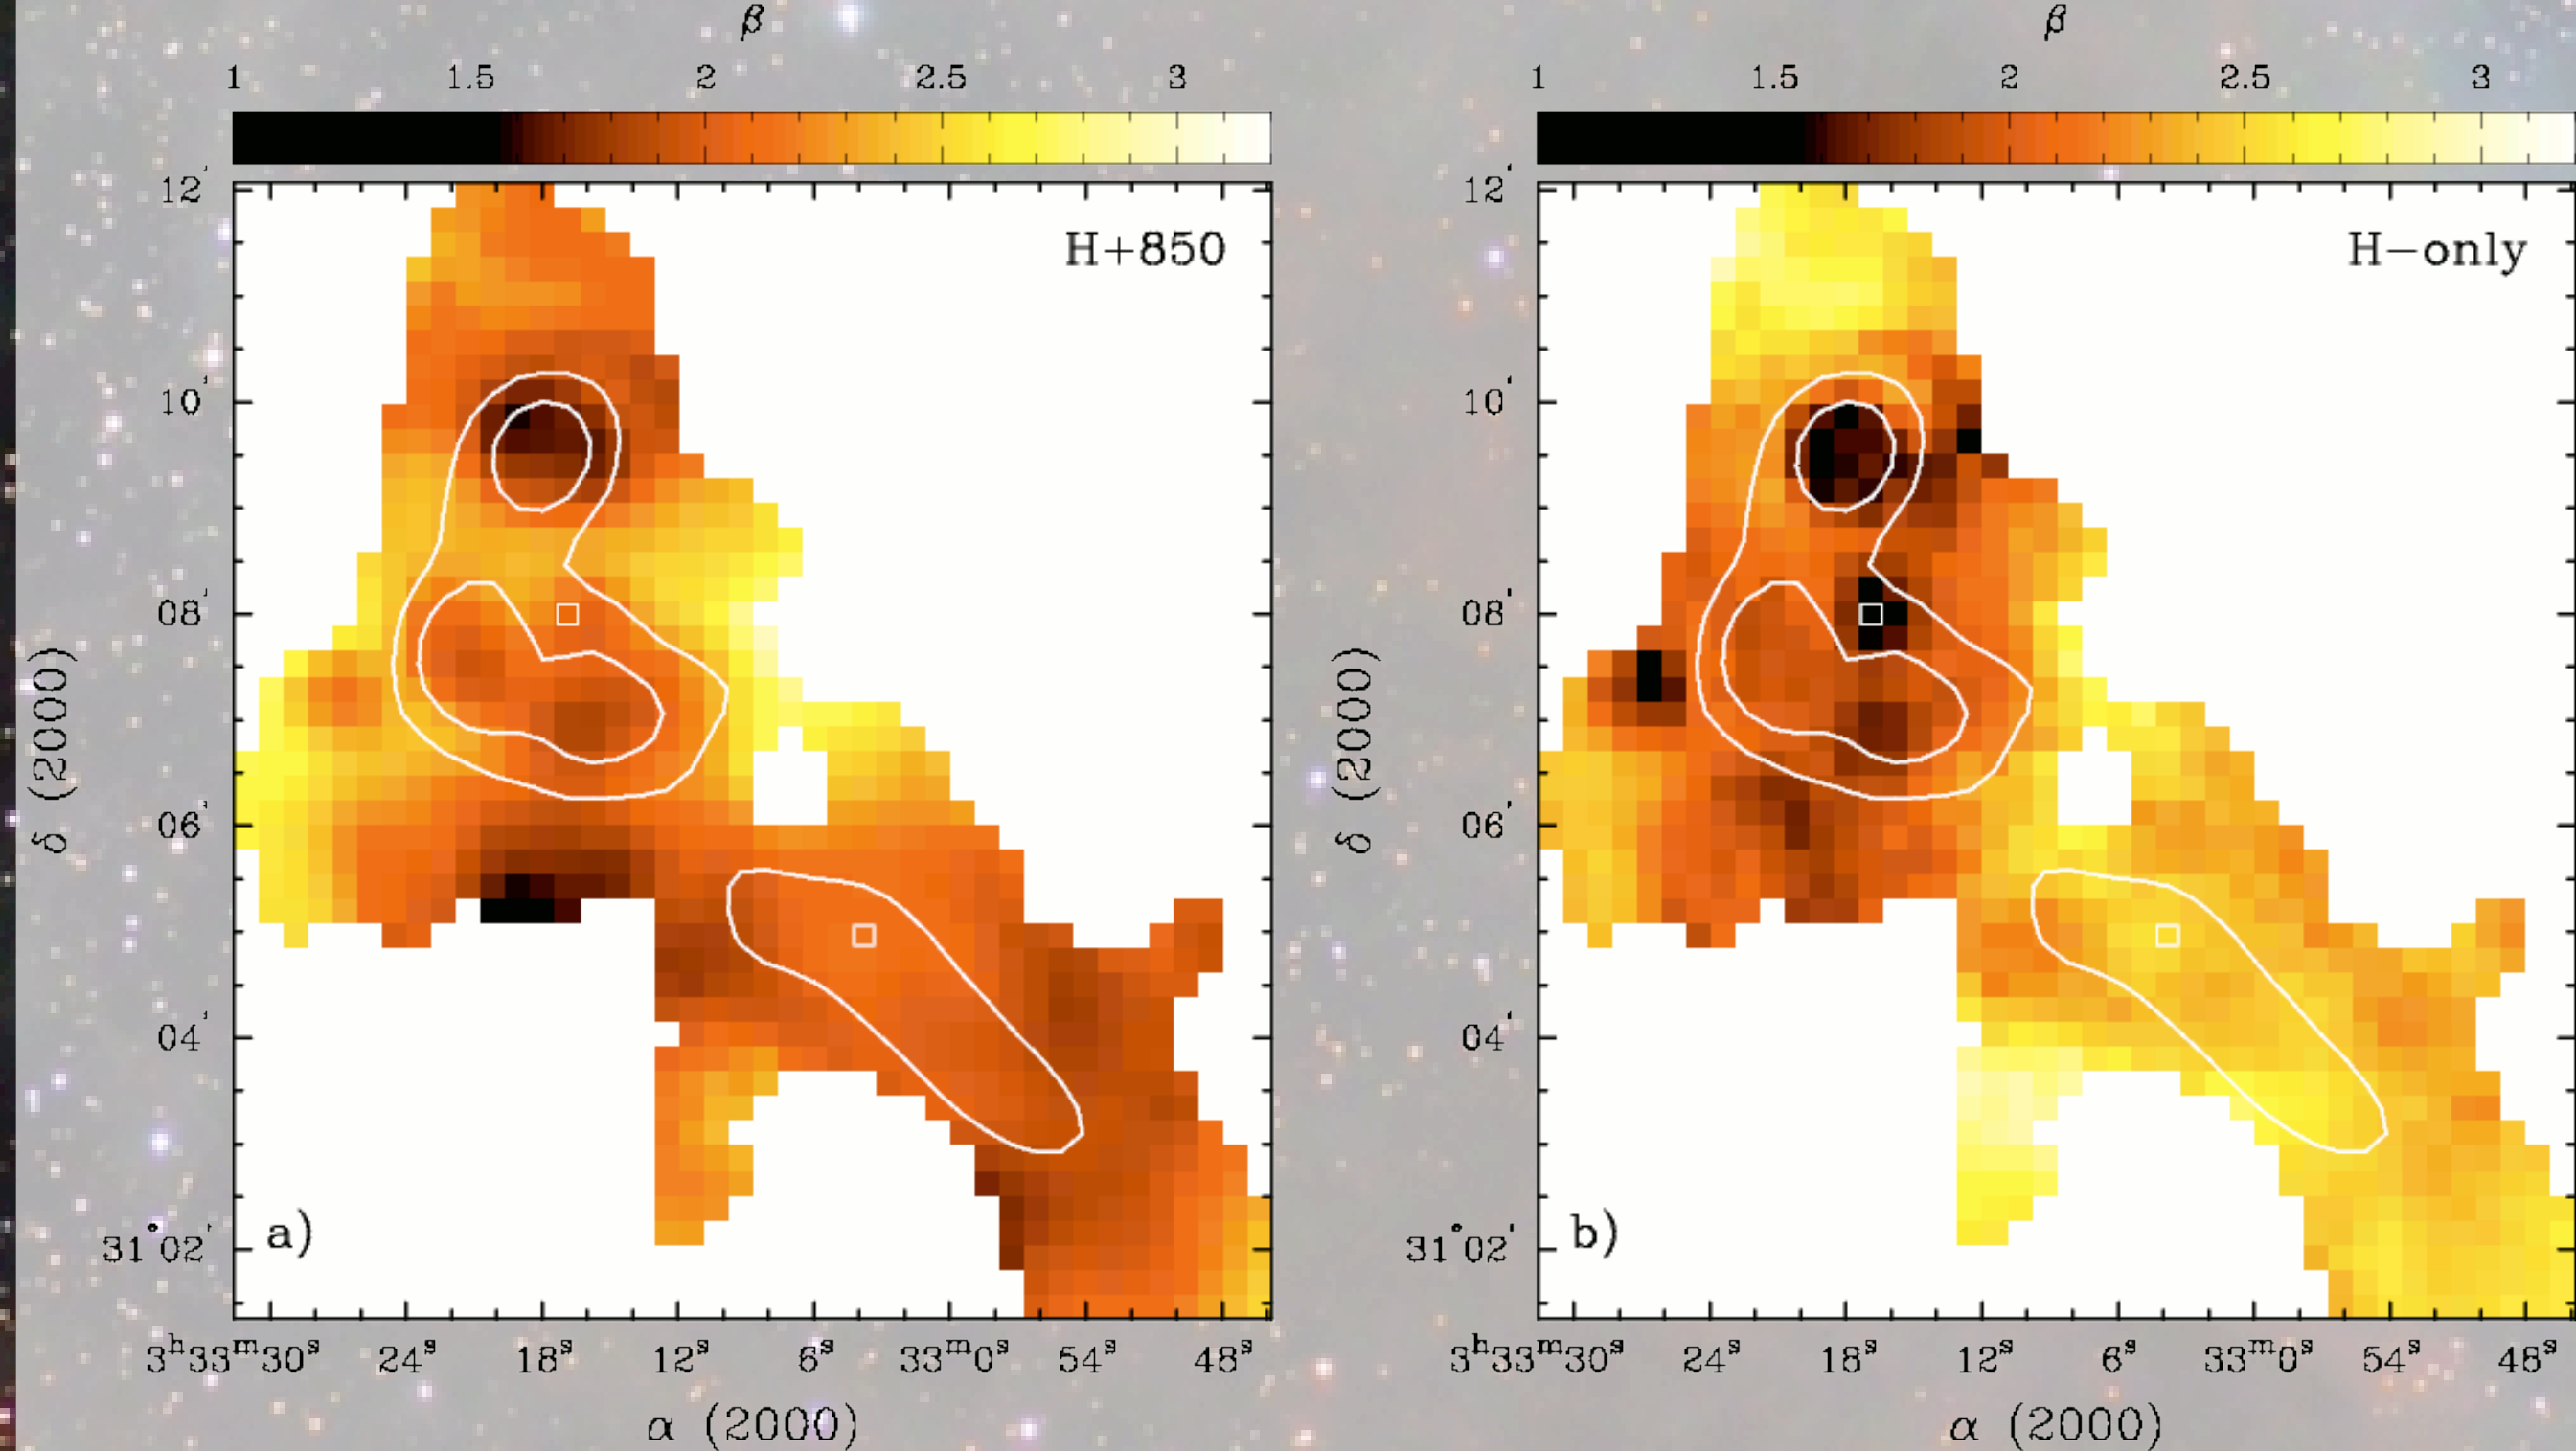 β
1 1.5 2 2.5 3
H+850
12′
10′
08′
06′
04′
31°02′
δ (2000)
a)
3ʰ33ᵐ30ˢ 24ˢ 18ˢ 12ˢ 6ˢ 33ᵐ0ˢ 54ˢ 48ˢ
α (2000)
β
1 1.5 2 2.5 3
H−only
12′
10′
08′
06′
04′
31°02′
δ (2000)
b)
3ʰ33ᵐ30ˢ 24ˢ 18ˢ 12ˢ 6ˢ 33ᵐ0ˢ 54ˢ 48ˢ
α (2000)